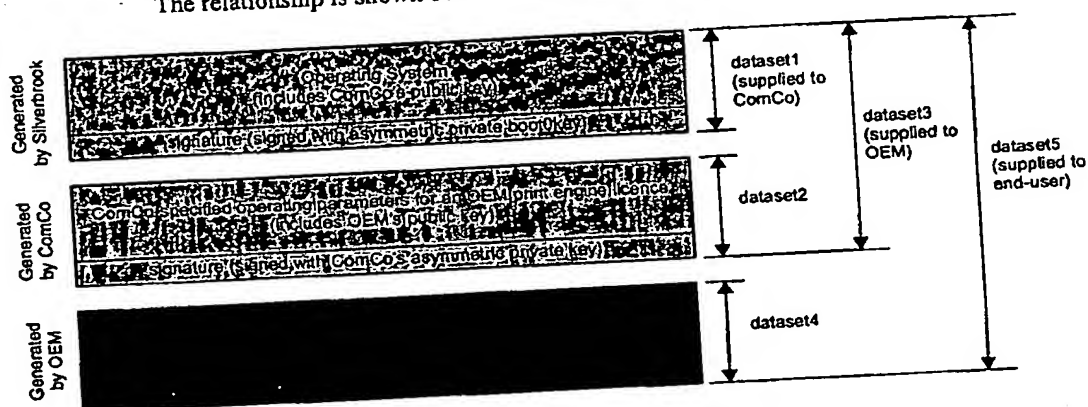 The relationship is shown
Generated
by Silverbrook
Operating System
(includes ComCo's public key)
signature (signed with asymmetric private boot key)
dataset1
(supplied to
ComCo)
dataset3
(supplied to
OEM)
dataset5
(supplied to
end-user)
Generated
by ComCo
ComCo specified operating parameters for an OEM print engine licence
(includes OEM's public key)
signature (signed with ComCo's asymmetric private key)
dataset2
Generated
by OEM
dataset4